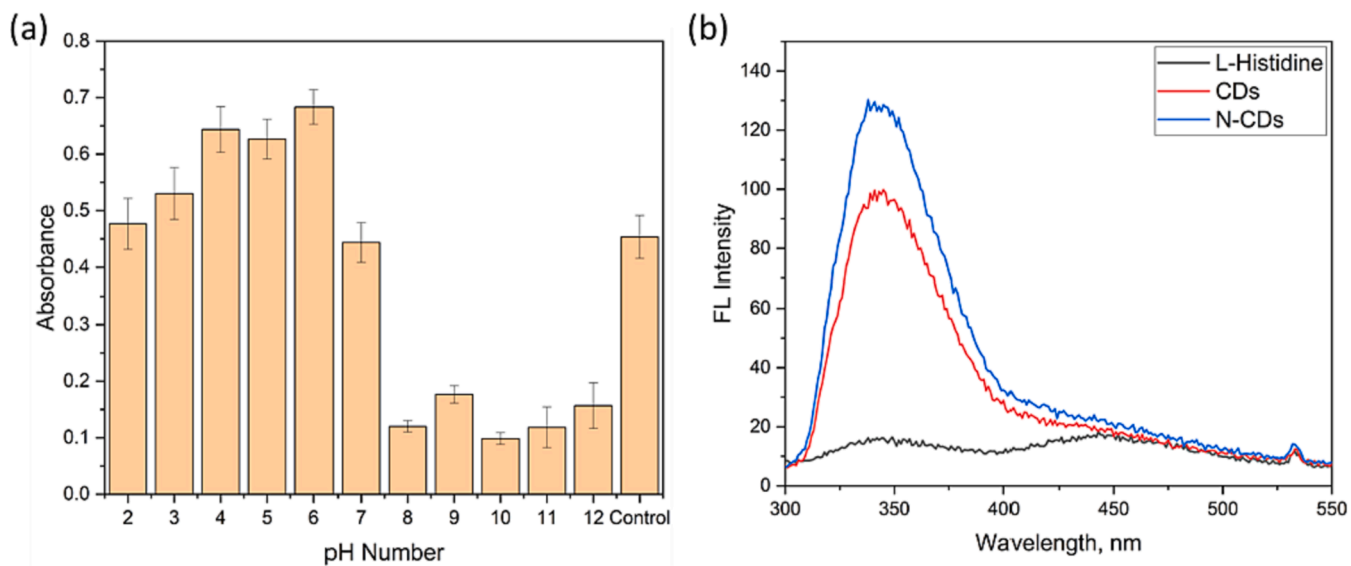 (a)
0.8
0.7
0.6
0.5
0.4
0.3
0.2
0.1
0.0
Absorbance
2 3 4 5 6 7 8 9 10 11 12 Control
pH Number
(b)
140
120
100
80
60
40
20
0
FL Intensity
L-Histidine
CDs
N-CDs
300 350 400 450 500 550
Wavelength, nm